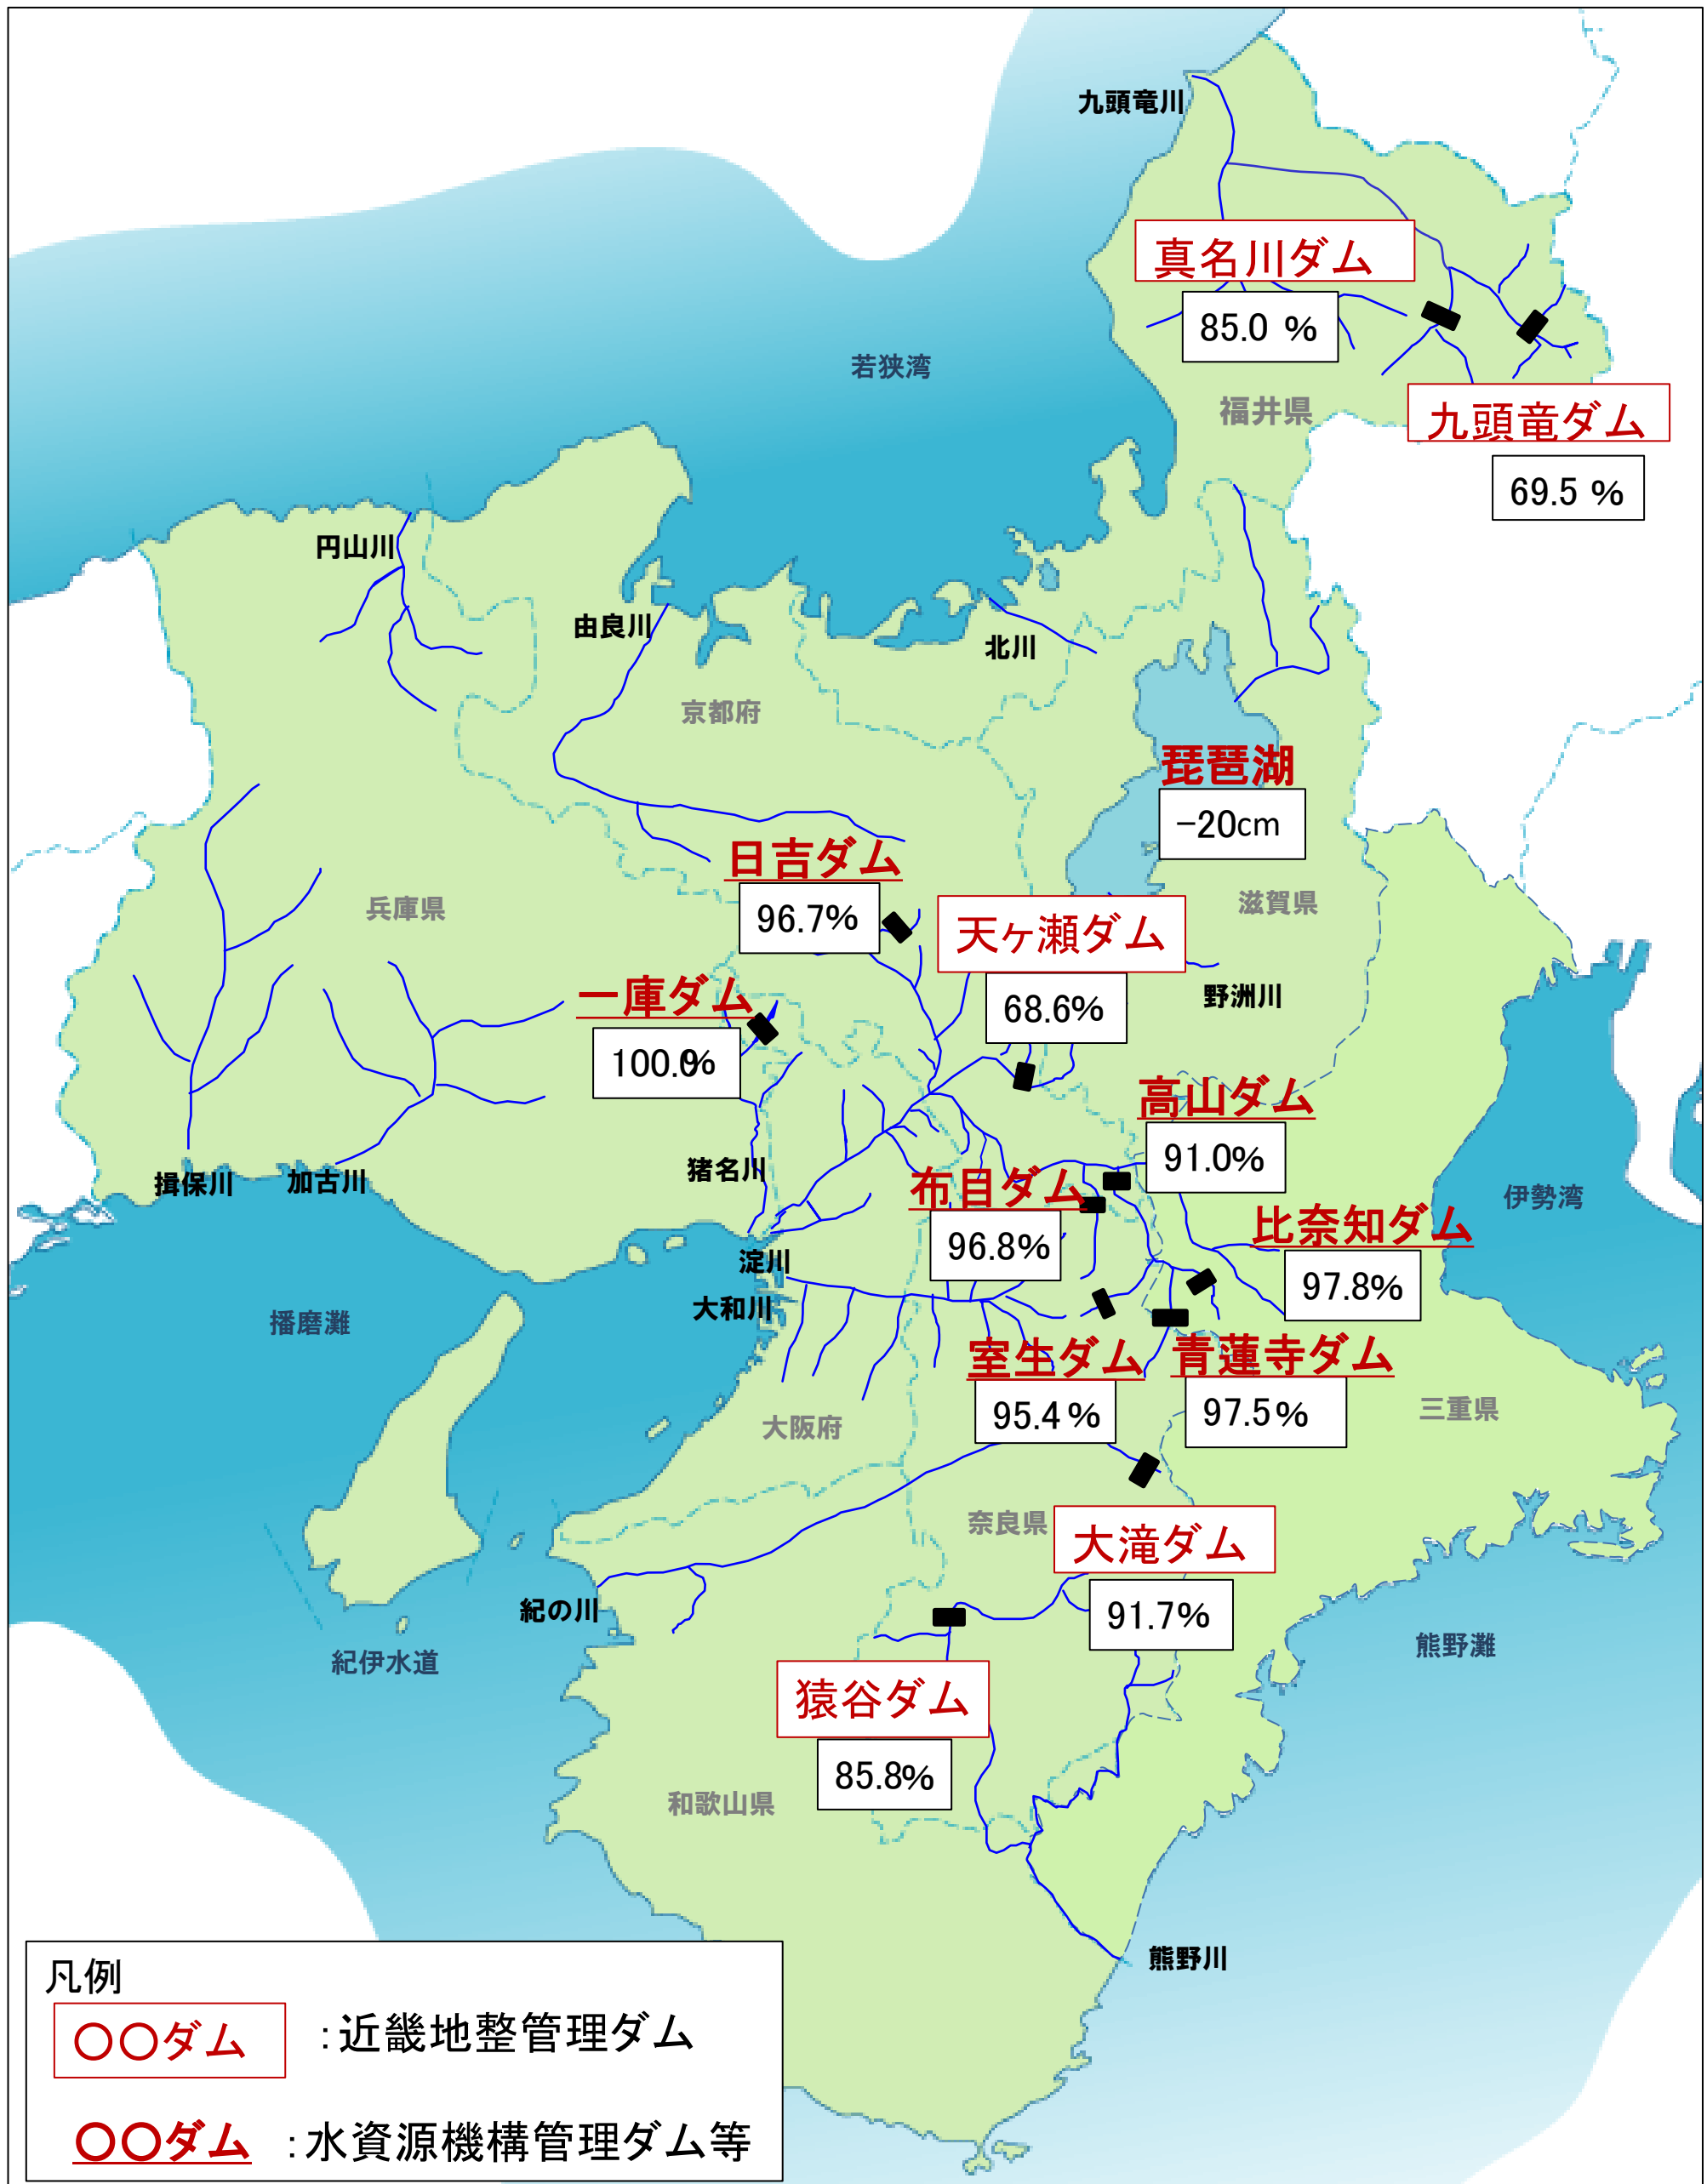 九頭竜川
真名川ダム
85.0 %
若狭湾
福井県
九頭竜ダム
69.5 %
円山川
由良川
北川
京都府
琵琶湖
-20cm
日吉ダム
96.7%
兵庫県
滋賀県
天ヶ瀬ダム
68.6%
野洲川
一庫ダム
100.0%
高山ダム
91.0%
揖保川
加古川
猪名川
布目ダム
96.8%
伊勢湾
比奈知ダム
97.8%
淀川
大和川
播磨灘
室生ダム
95.4%
青蓮寺ダム
97.5%
三重県
大阪府
奈良県
大滝ダム
91.7%
紀の川
紀伊水道
熊野灘
猿谷ダム
85.8%
和歌山県
熊野川
凡例
〇〇ダム :近畿地整管理ダム
〇〇ダム :水資源機構管理ダム等